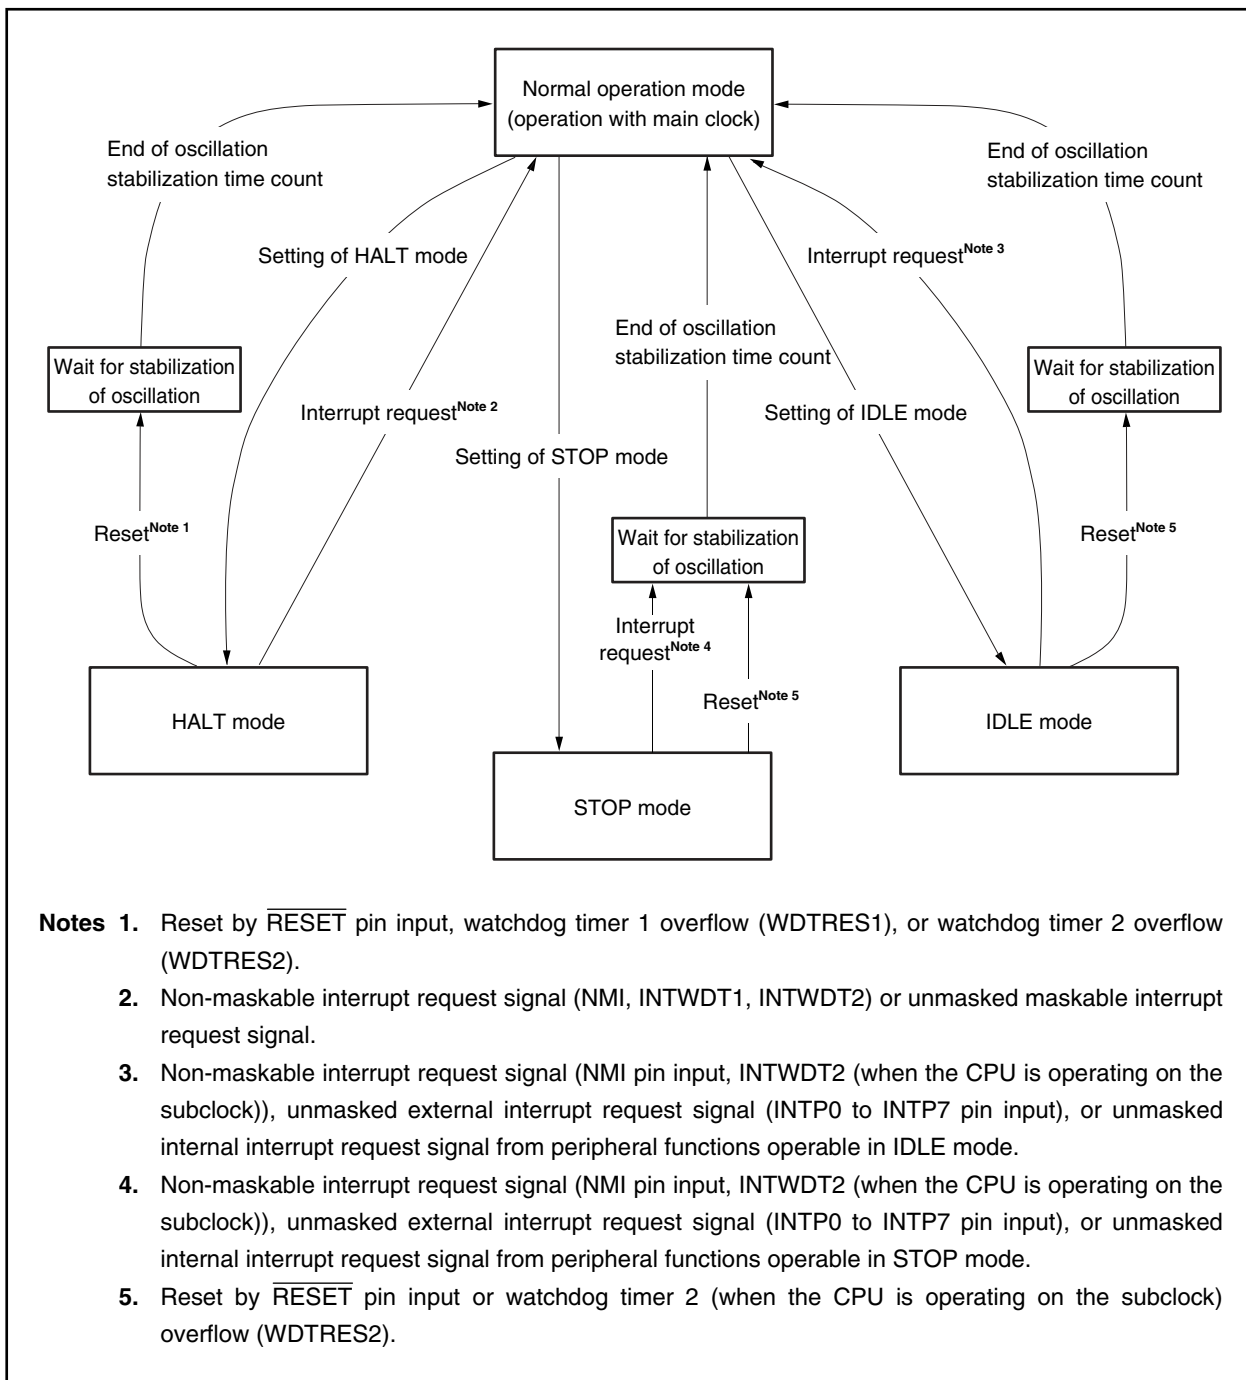 Normal operation mode
(operation with main clock)
End of oscillation
stabilization time count
End of oscillation
stabilization time count
Setting of HALT mode
Interrupt request Note 3
End of oscillation
stabilization time count
Wait for stabilization
of oscillation
Wait for stabilization
of oscillation
Interrupt request Note 2
Setting of IDLE mode
Setting of STOP mode
Reset Note 1
Wait for stabilization
of oscillation
Reset Note 5
Interrupt
request Note 4
Reset Note 5
HALT mode
IDLE mode
STOP mode
Notes 1. Reset by RESET pin input, watchdog timer 1 overflow (WDTRES1), or watchdog timer 2 overflow
(WDTRES2).
2. Non-maskable interrupt request signal (NMI, INTWDT1, INTWDT2) or unmasked maskable interrupt
request signal.
3. Non-maskable interrupt request signal (NMI pin input, INTWDT2 (when the CPU is operating on the
subclock)), unmasked external interrupt request signal (INTP0 to INTP7 pin input), or unmasked
internal interrupt request signal from peripheral functions operable in IDLE mode.
4. Non-maskable interrupt request signal (NMI pin input, INTWDT2 (when the CPU is operating on the
subclock)), unmasked external interrupt request signal (INTP0 to INTP7 pin input), or unmasked
internal interrupt request signal from peripheral functions operable in STOP mode.
5. Reset by RESET pin input or watchdog timer 2 (when the CPU is operating on the subclock)
overflow (WDTRES2).